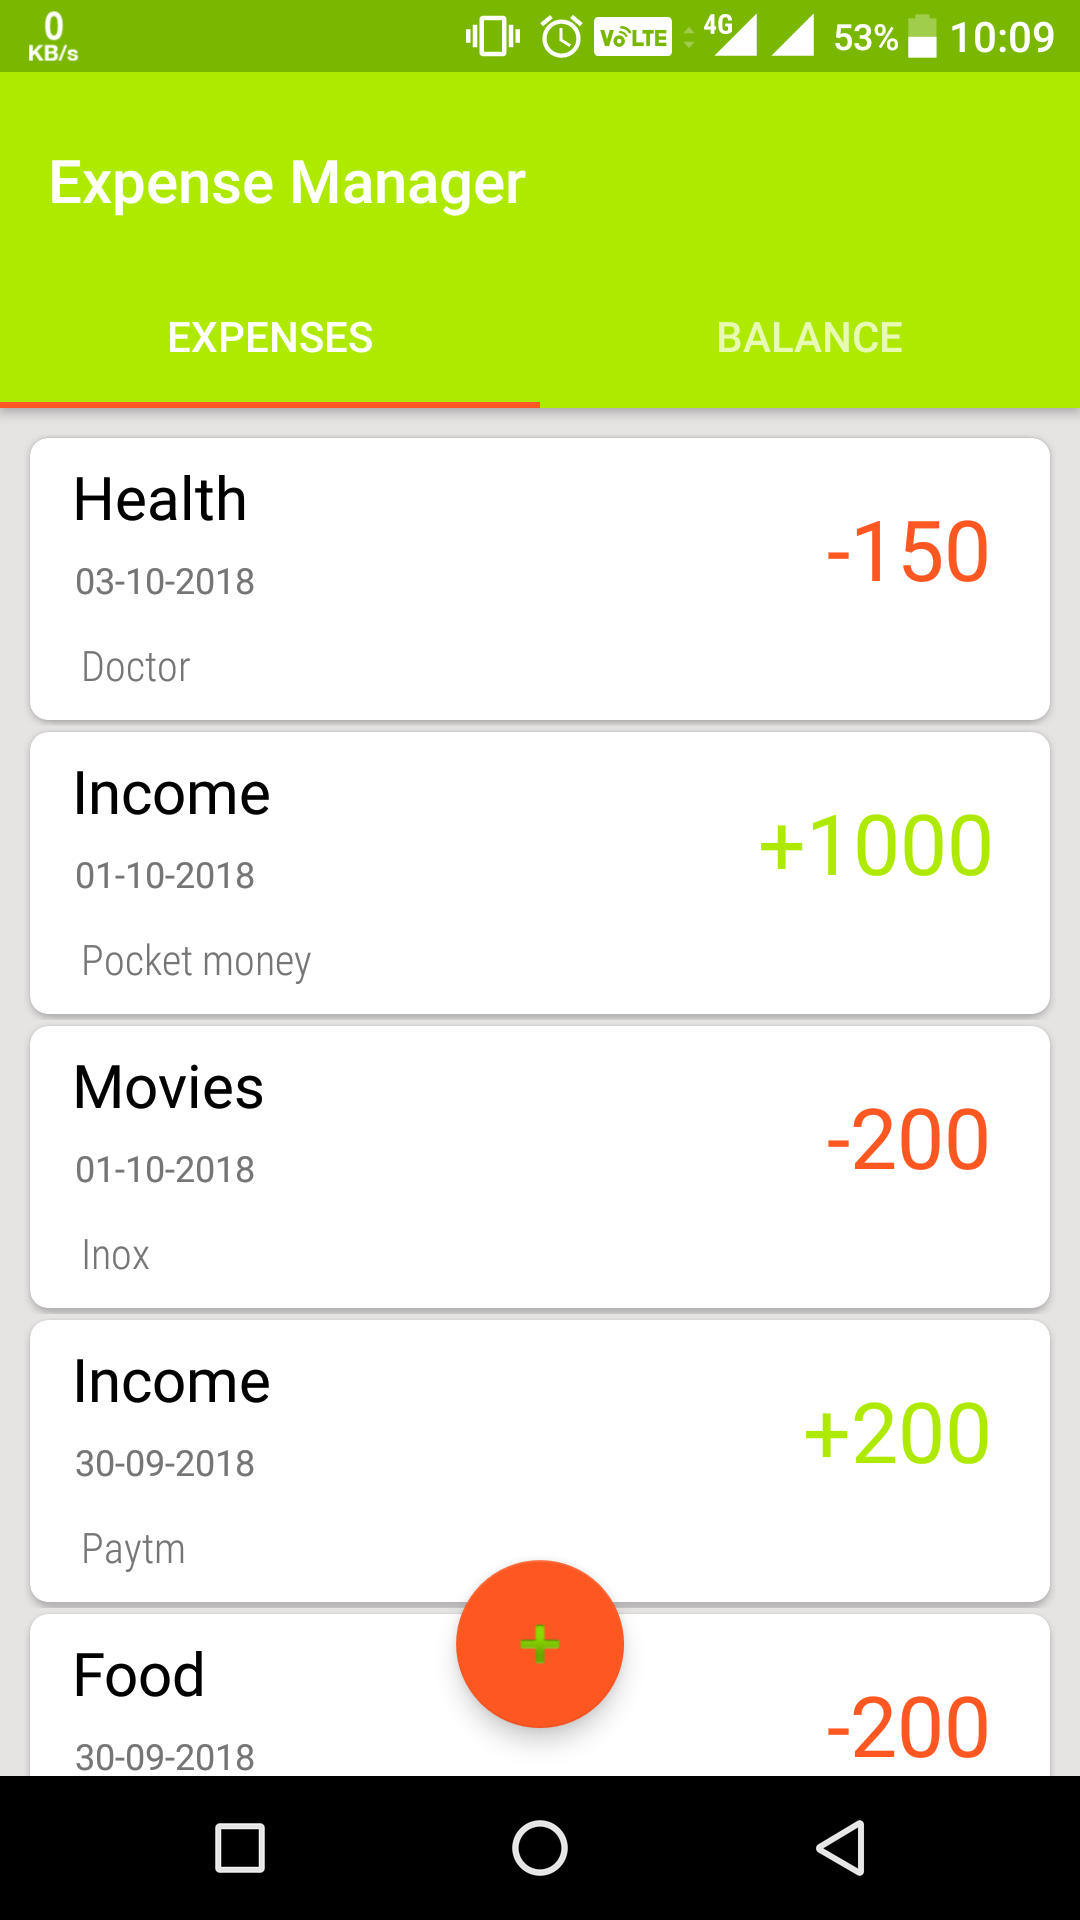 0
KB/s
VoLTE 4G 53% 10:09
Expense Manager
EXPENSES BALANCE
Health
-150
03-10-2018
Doctor
Income
+1000
01-10-2018
Pocket money
Movies
-200
01-10-2018
Inox
Income
+200
30-09-2018
Paytm
Food
-200
30-09-2018